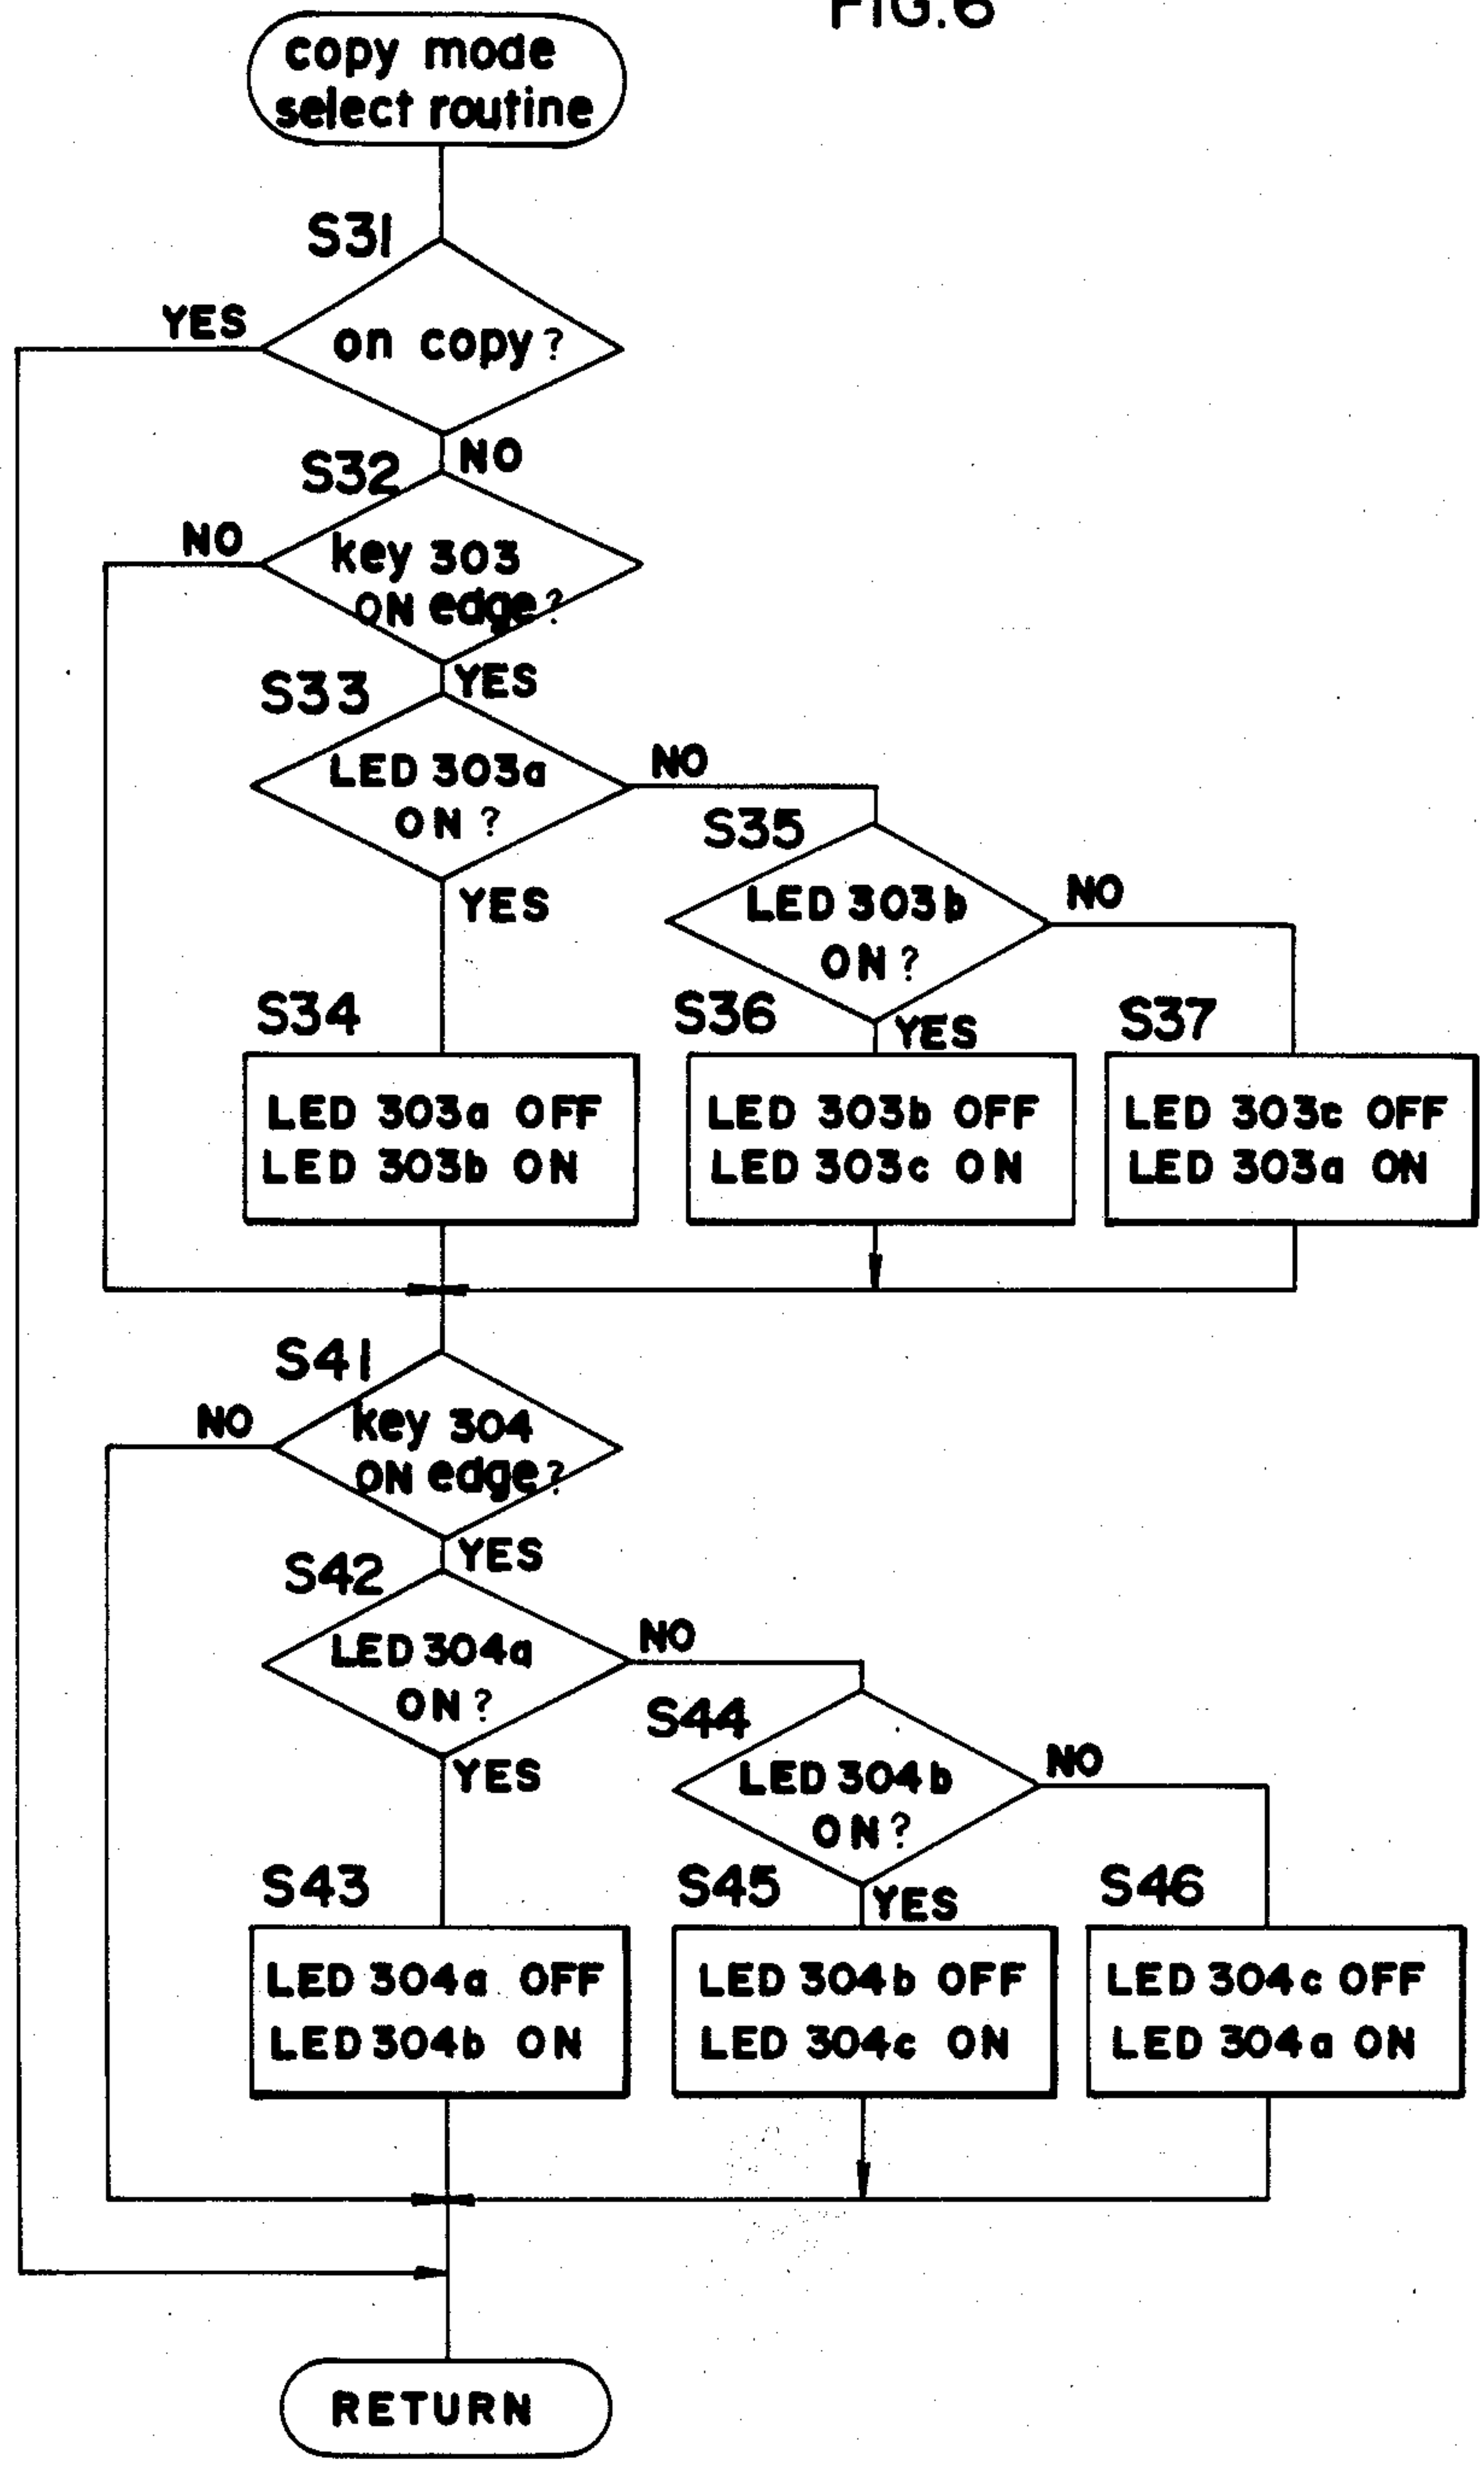 FIG.6
copy mode
select routine
S31
YES
on copy?
NO
S32
NO
key 303
ON edge?
YES
S33
LED 303a
ON?
NO
YES
S35
LED 303b
ON?
NO
YES
S34
LED 303a OFF
LED 303b ON
S36
LED 303b OFF
LED 303c ON
S37
LED 303c OFF
LED 303a ON
S41
NO
key 304
ON edge?
YES
S42
LED 304a
ON?
NO
YES
S44
LED 304b
ON?
NO
YES
S43
LED 304a OFF
LED 304b ON
S45
LED 304b OFF
LED 304c ON
S46
LED 304c OFF
LED 304a ON
RETURN